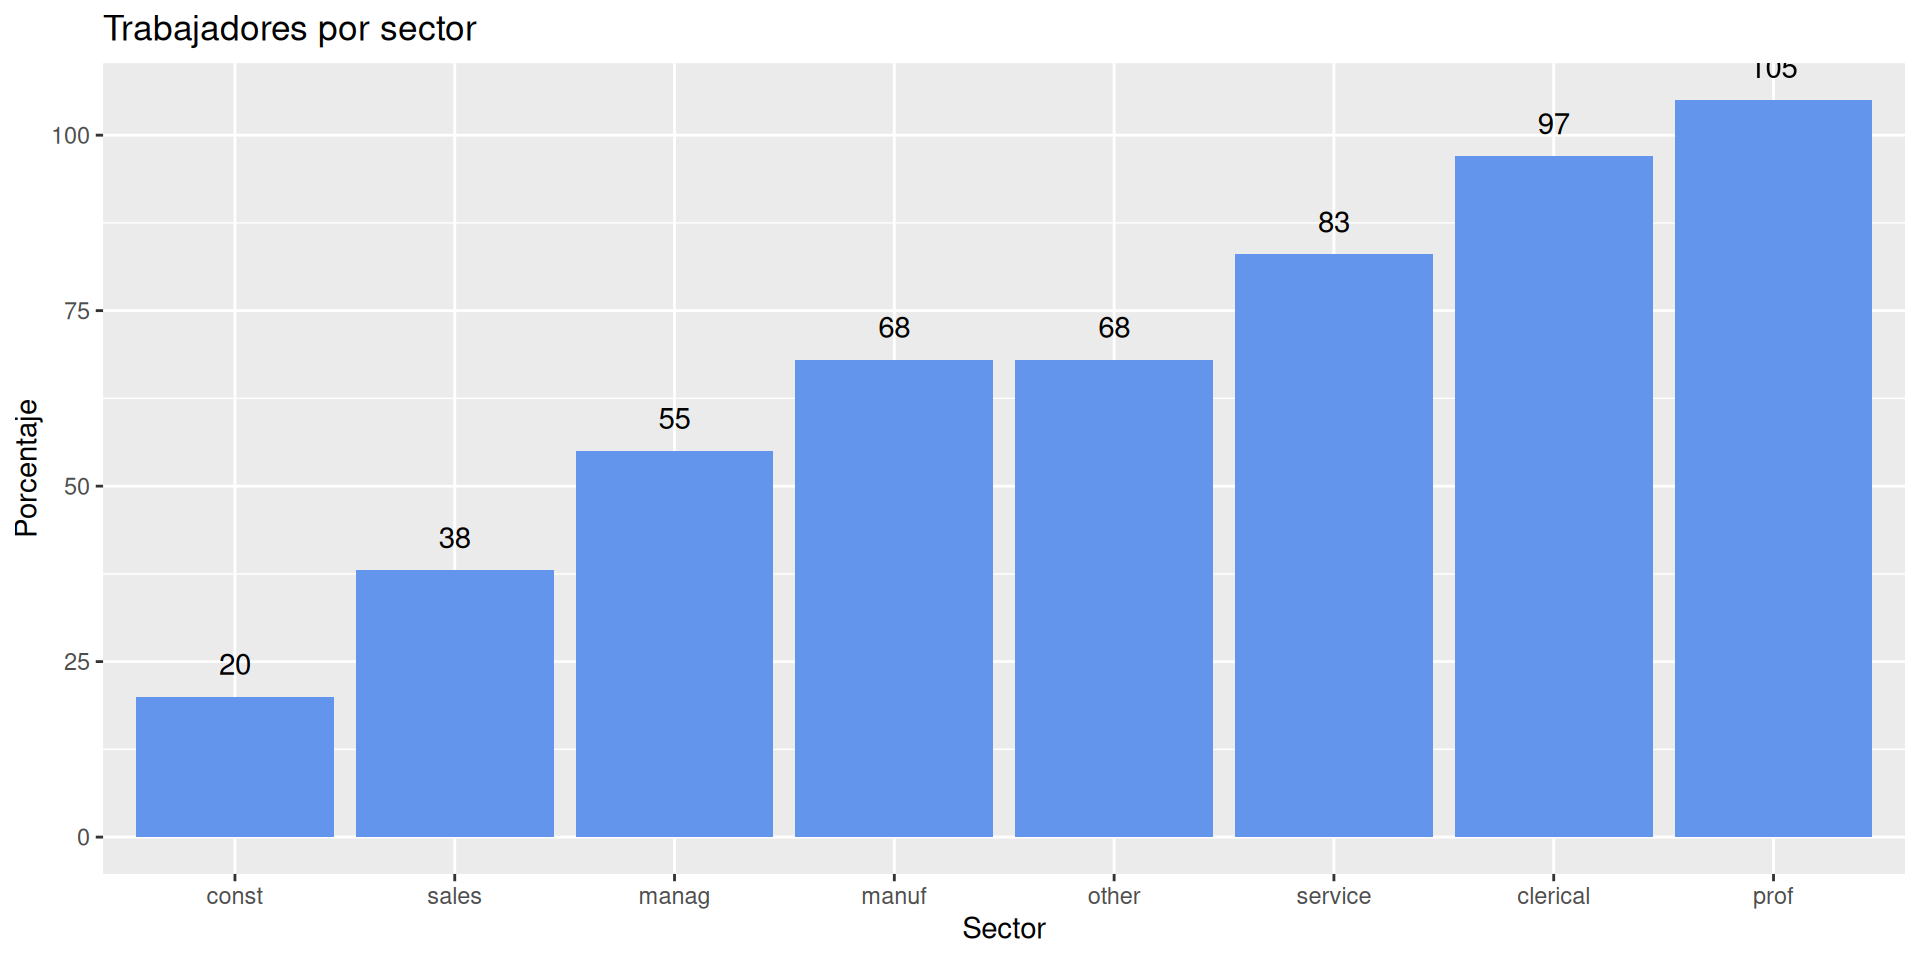 Trabajadores por sector
105
97
83
68
68
55
38
20
100
75
50
25
0
Porcentaje
const
sales
manag
manuf
other
service
clerical
prof
Sector